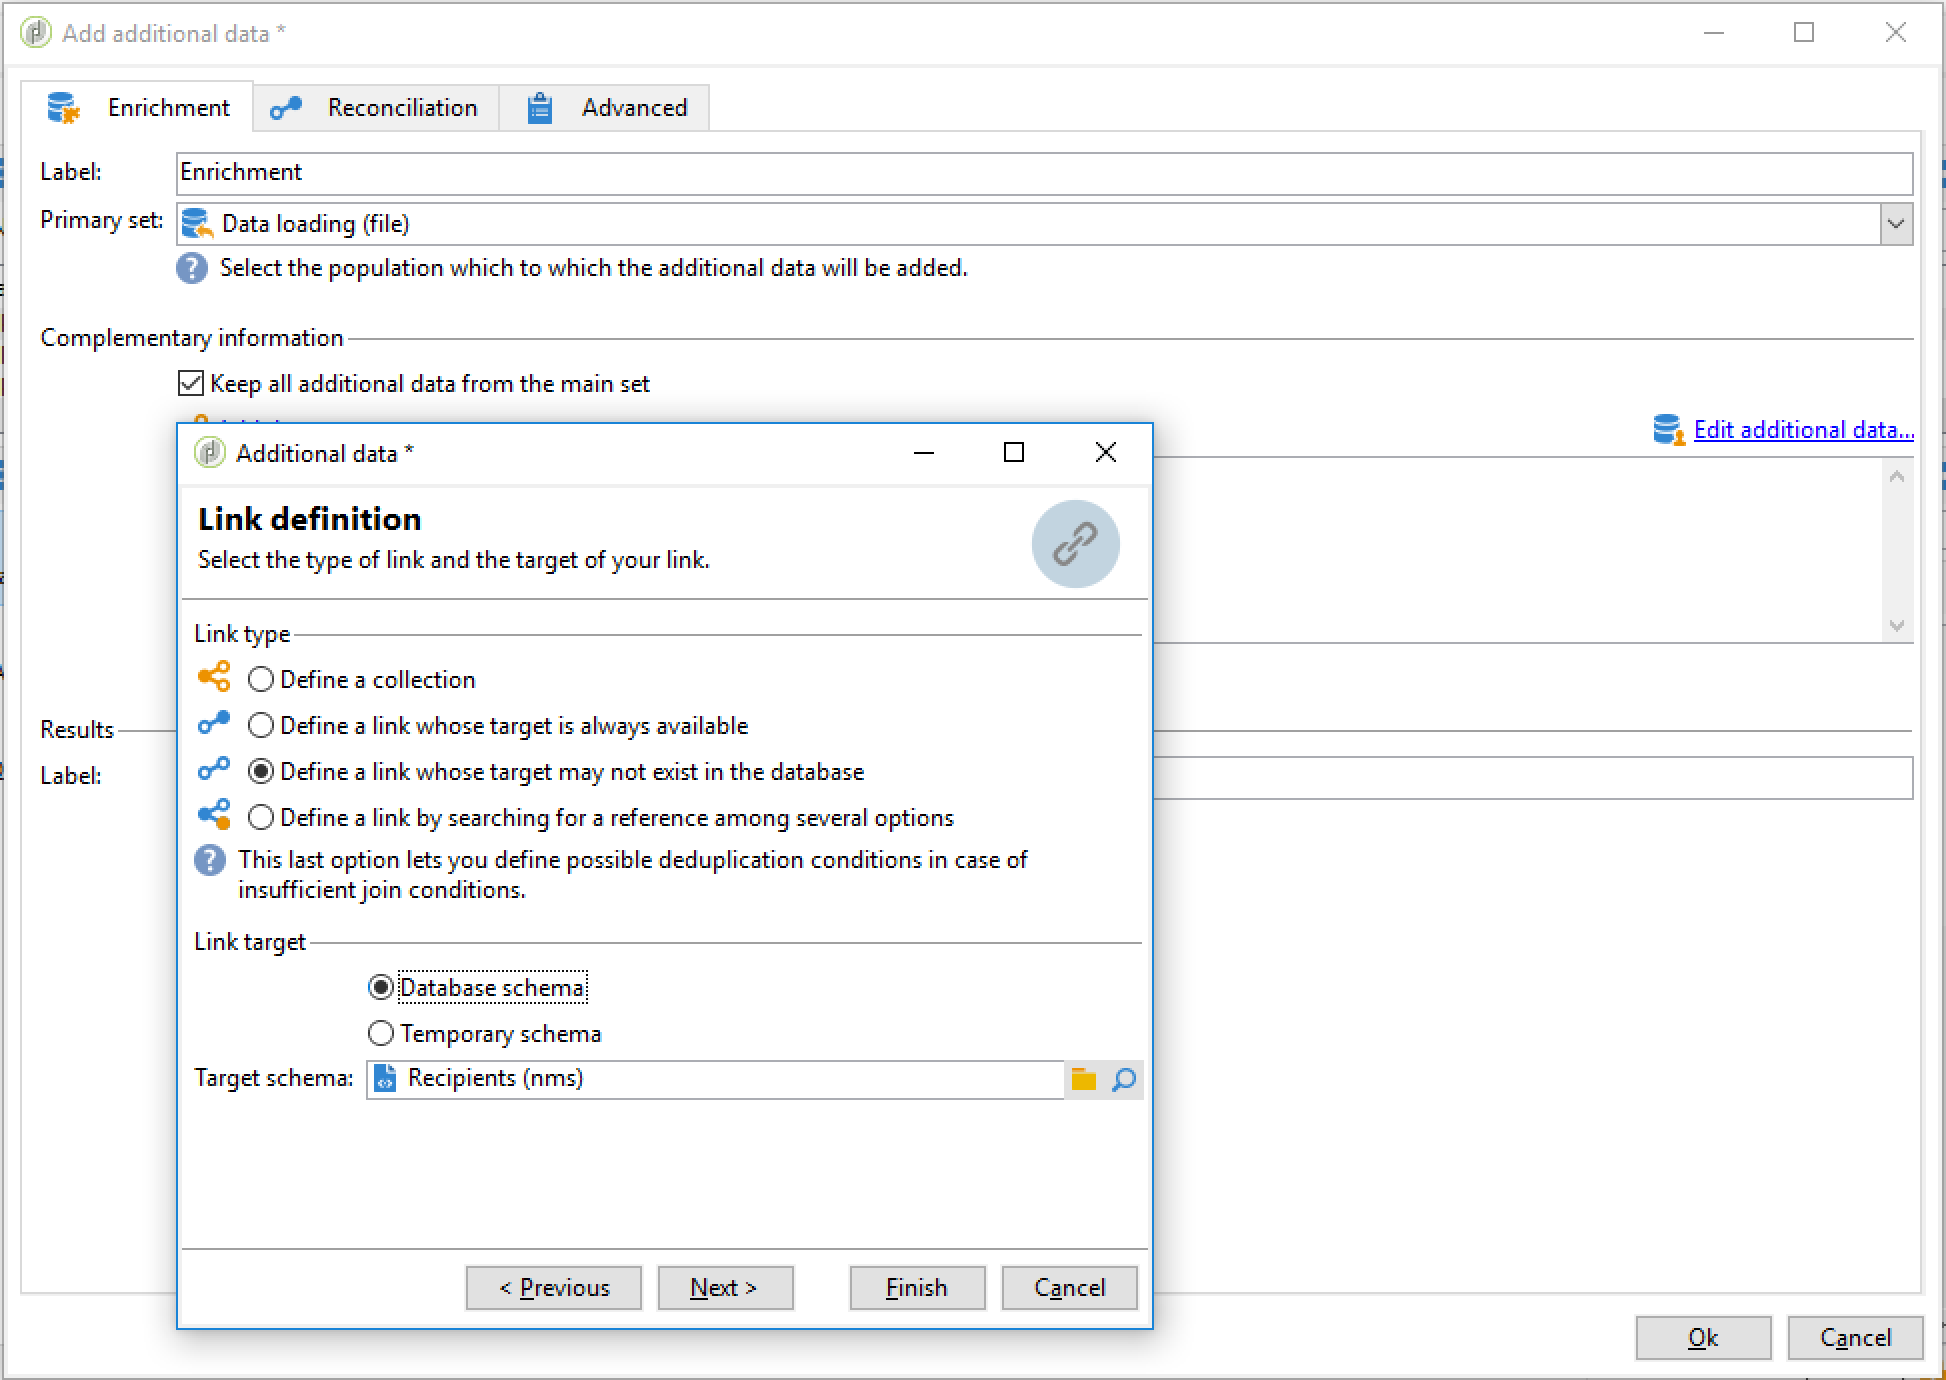 Add additional data *
Enrichment
Reconciliation
Advanced
Label:
Enrichment
Primary set:
Data loading (file)
Select the population which to which the additional data will be added.
Complementary information
Keep all additional data from the main set
Edit additional data...
Additional data *
Link definition
Select the type of link and the target of your link.
Link type
Define a collection
Define a link whose target is always available
Define a link whose target may not exist in the database
Define a link by searching for a reference among several options
This last option lets you define possible deduplication conditions in case of
insufficient join conditions.
Link target
Database schema
Temporary schema
Target schema:
Recipients (nms)
< Previous
Next >
Finish
Cancel
Results
Label:
Ok
Cancel